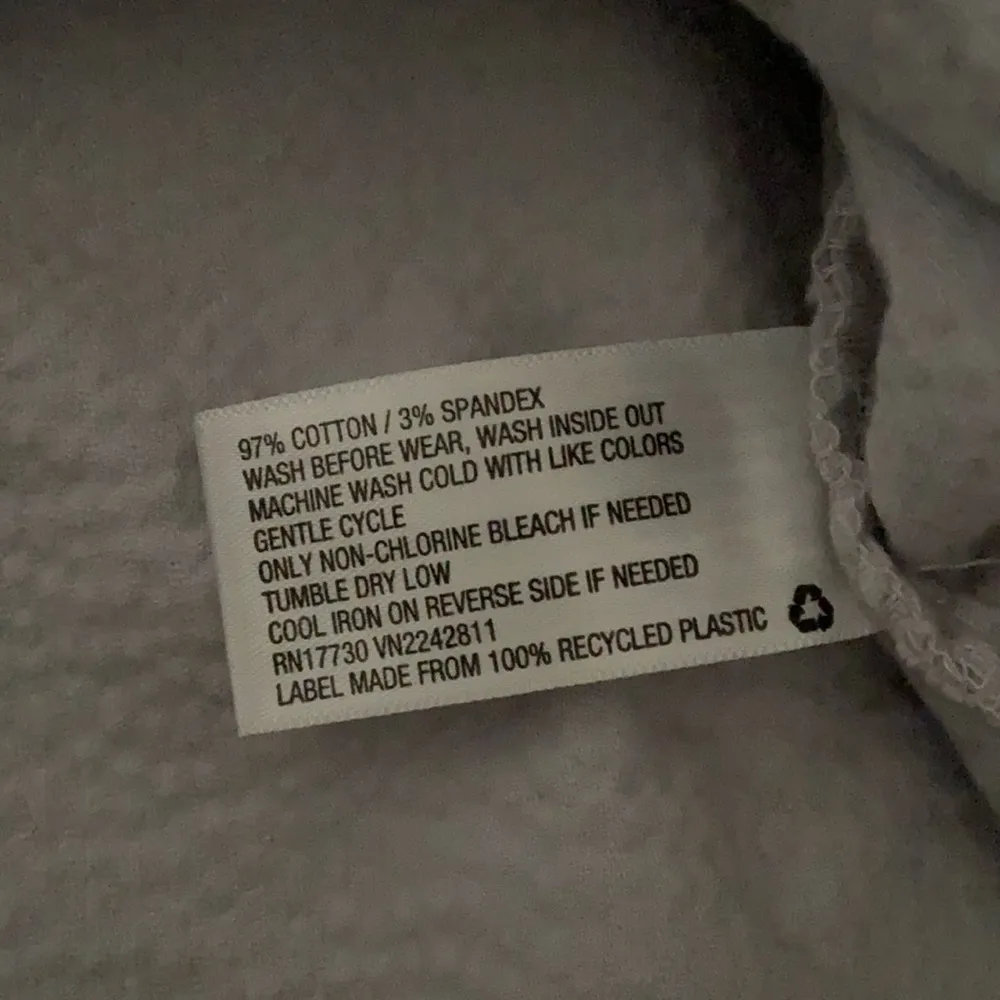 97% COTTON / 3% SPANDEX
WASH BEFORE WEAR, WASH INSIDE OUT
MACHINE WASH COLD WITH LIKE COLORS
GENTLE CYCLE
ONLY NON-CHLORINE BLEACH IF NEEDED
TUMBLE DRY LOW
COOL IRON ON REVERSE SIDE IF NEEDED
RN17730 VN2242811
LABEL MADE FROM 100% RECYCLED PLASTIC